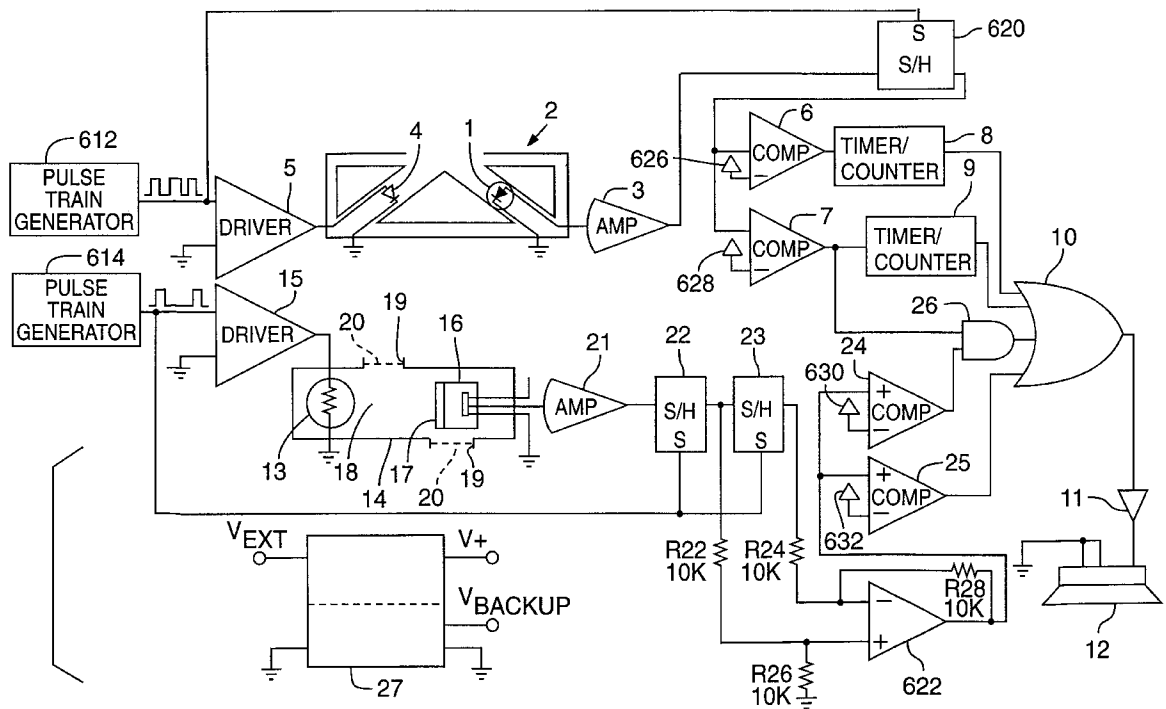 612
PULSE
TRAIN
GENERATOR
614
PULSE
TRAIN
GENERATOR
5
DRIVER
15
DRIVER
4
1
2
3
AMP
S
S/H
620
6
COMP
626
−
TIMER/
COUNTER
8
7
COMP
628
−
9
TIMER/
COUNTER
10
26
20
19
16
21
AMP
22
S/H
S
23
S/H
S
24
630
+
COMP
−
25
632
+
COMP
−
13
18
14
17
20
19
11
12
VEXT
V+
VBACKUP
27
R22
10K
R24
10K
R28
10K
R26
10K
−
+
622